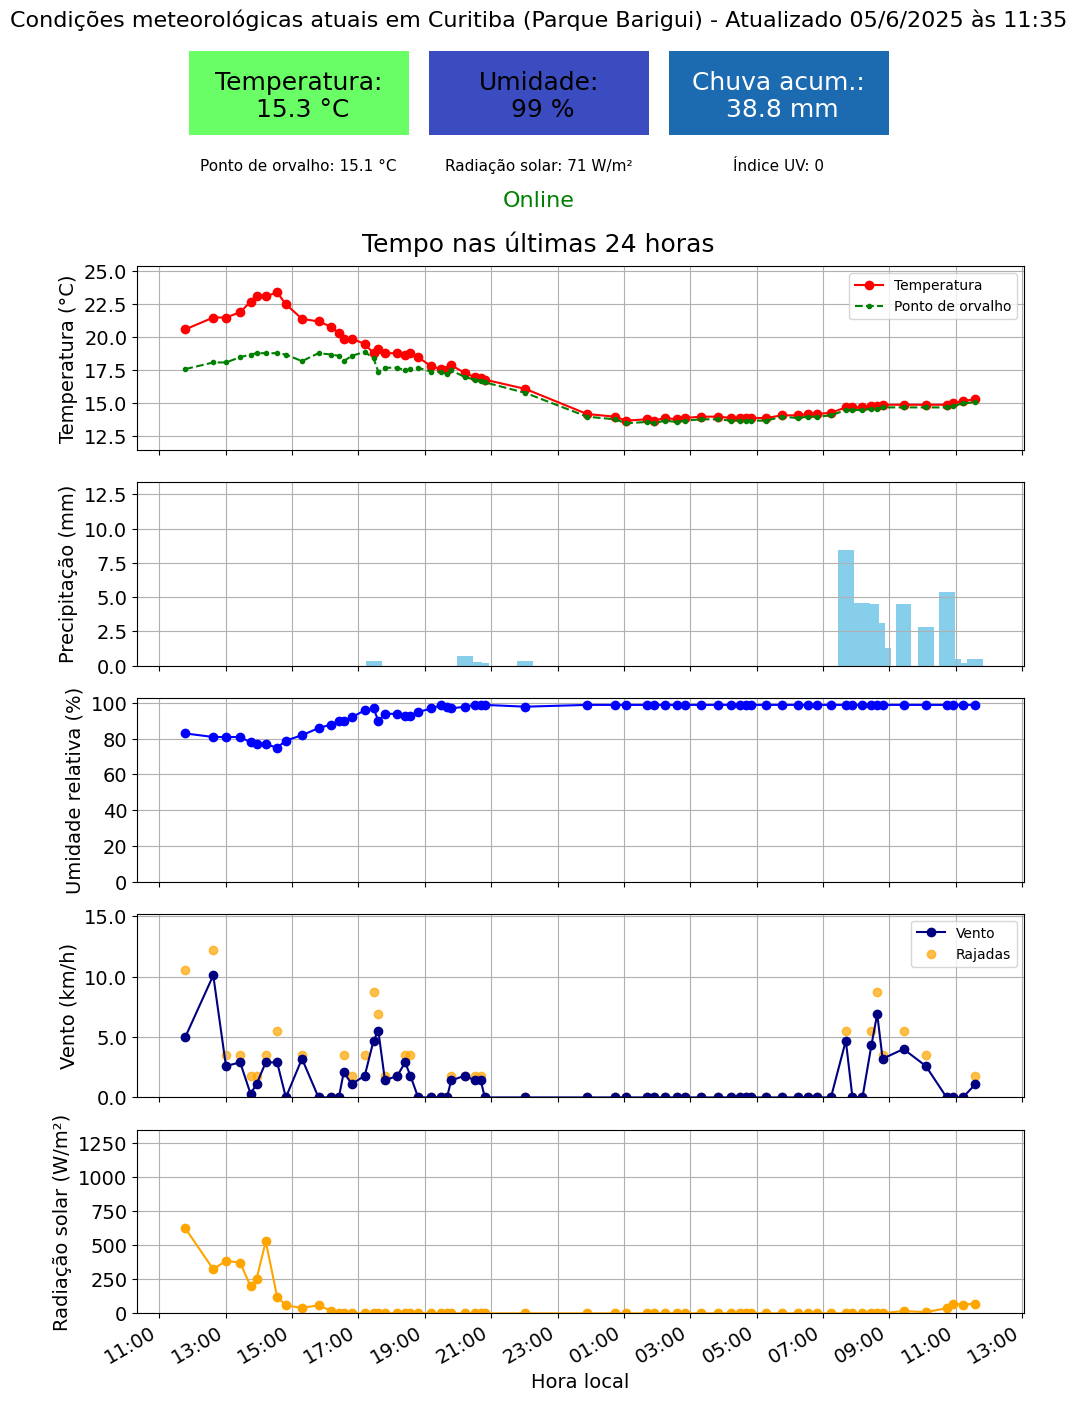 Condições meteorológicas atuais em Curitiba (Parque Barigui) - Atualizado 05/6/2025 às 11:35
Temperatura:
15.3 °C
Umidade:
99 %
Chuva acum.:
38.8 mm
Ponto de orvalho: 15.1 °C
Radiação solar: 71 W/m²
Índice UV: 0
Online
Tempo nas últimas 24 horas
Temperatura (°C)
25.0
22.5
20.0
17.5
15.0
12.5
Temperatura
Ponto de orvalho
Precipitação (mm)
12.5
10.0
7.5
5.0
2.5
0.0
Umidade relativa (%)
100
80
60
40
20
0
Vento (km/h)
15.0
10.0
5.0
0.0
Vento
Rajadas
Radiação solar (W/m²)
1250
1000
750
500
250
0
11:00
13:00
15:00
17:00
19:00
21:00
23:00
01:00
03:00
05:00
07:00
09:00
11:00
13:00
Hora local